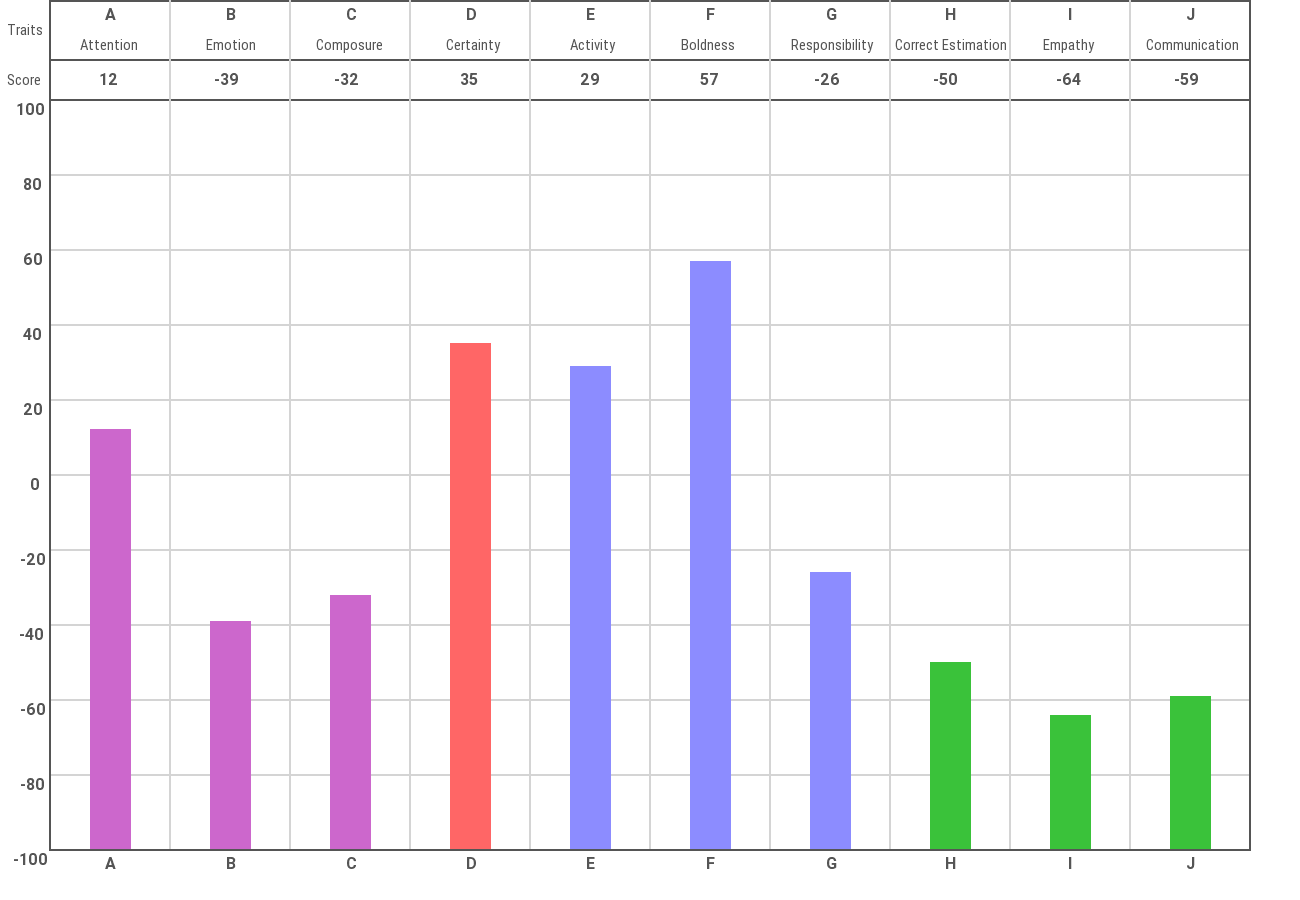 A B C D E F G H I J
Traits
Attention Emotion Composure Certainty Activity Boldness Responsibility Correct Estimation Empathy Communication
Score 12 -39 -32 35 29 57 -26 -50 -64 -59
100
80
60
40
20
0
-20
-40
-60
-80
-100
A B C D E F G H I J